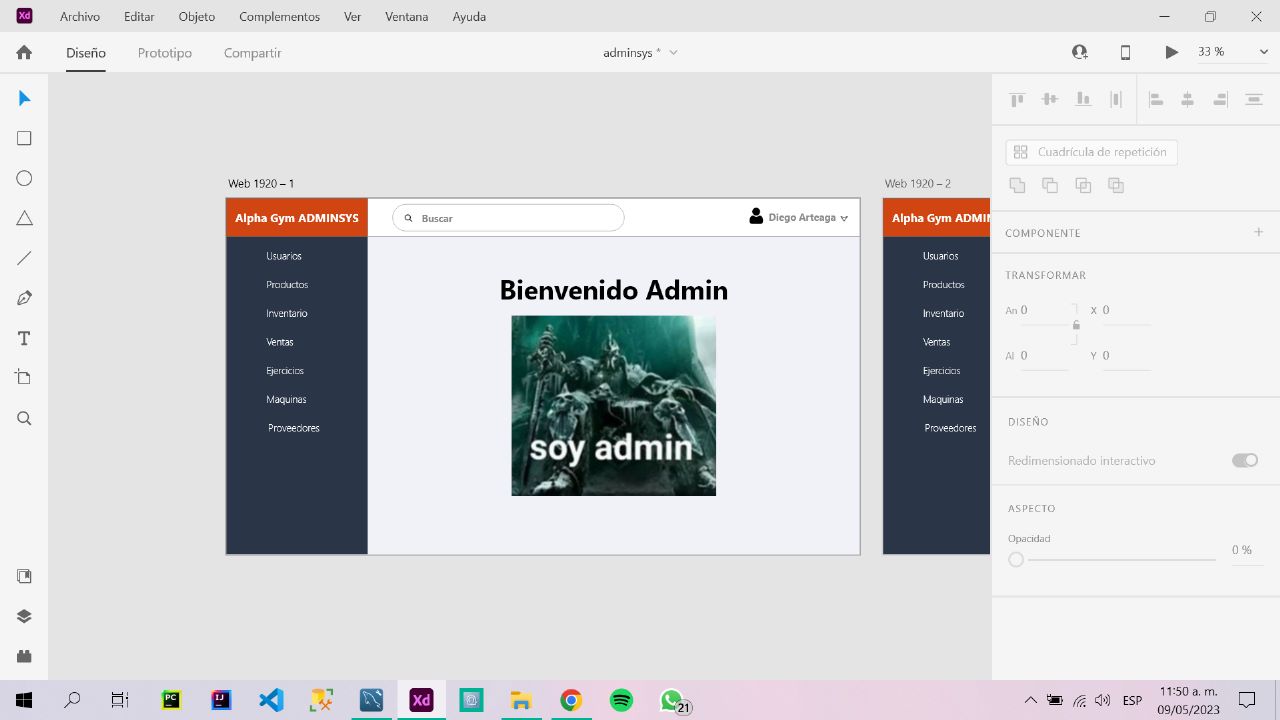 Xd Archivo Editar Objeto Complementos Ver Ventana Ayuda
Diseño Prototipo Compartir adminsys * 33 %
Cuadrícula de repetición
Web 1920 – 1
Web 1920 – 2
Alpha Gym ADMINSYS
Buscar
Diego Arteaga
Alpha Gym ADMIN
Usuarios
Productos
Inventario
Ventas
Ejercicios
Maquinas
Proveedores
Bienvenido Admin
soy admin
Usuarios
Productos
Inventario
Ventas
Ejercicios
Maquinas
Proveedores
COMPONENTE
TRANSFORMAR
An 0 X 0
Al 0 Y 0
DISEÑO
Redimensionado interactivo
ASPECTO
Opacidad
0 %
PC IJ Xd 21
ESP
11:50 a. m.
09/05/2023